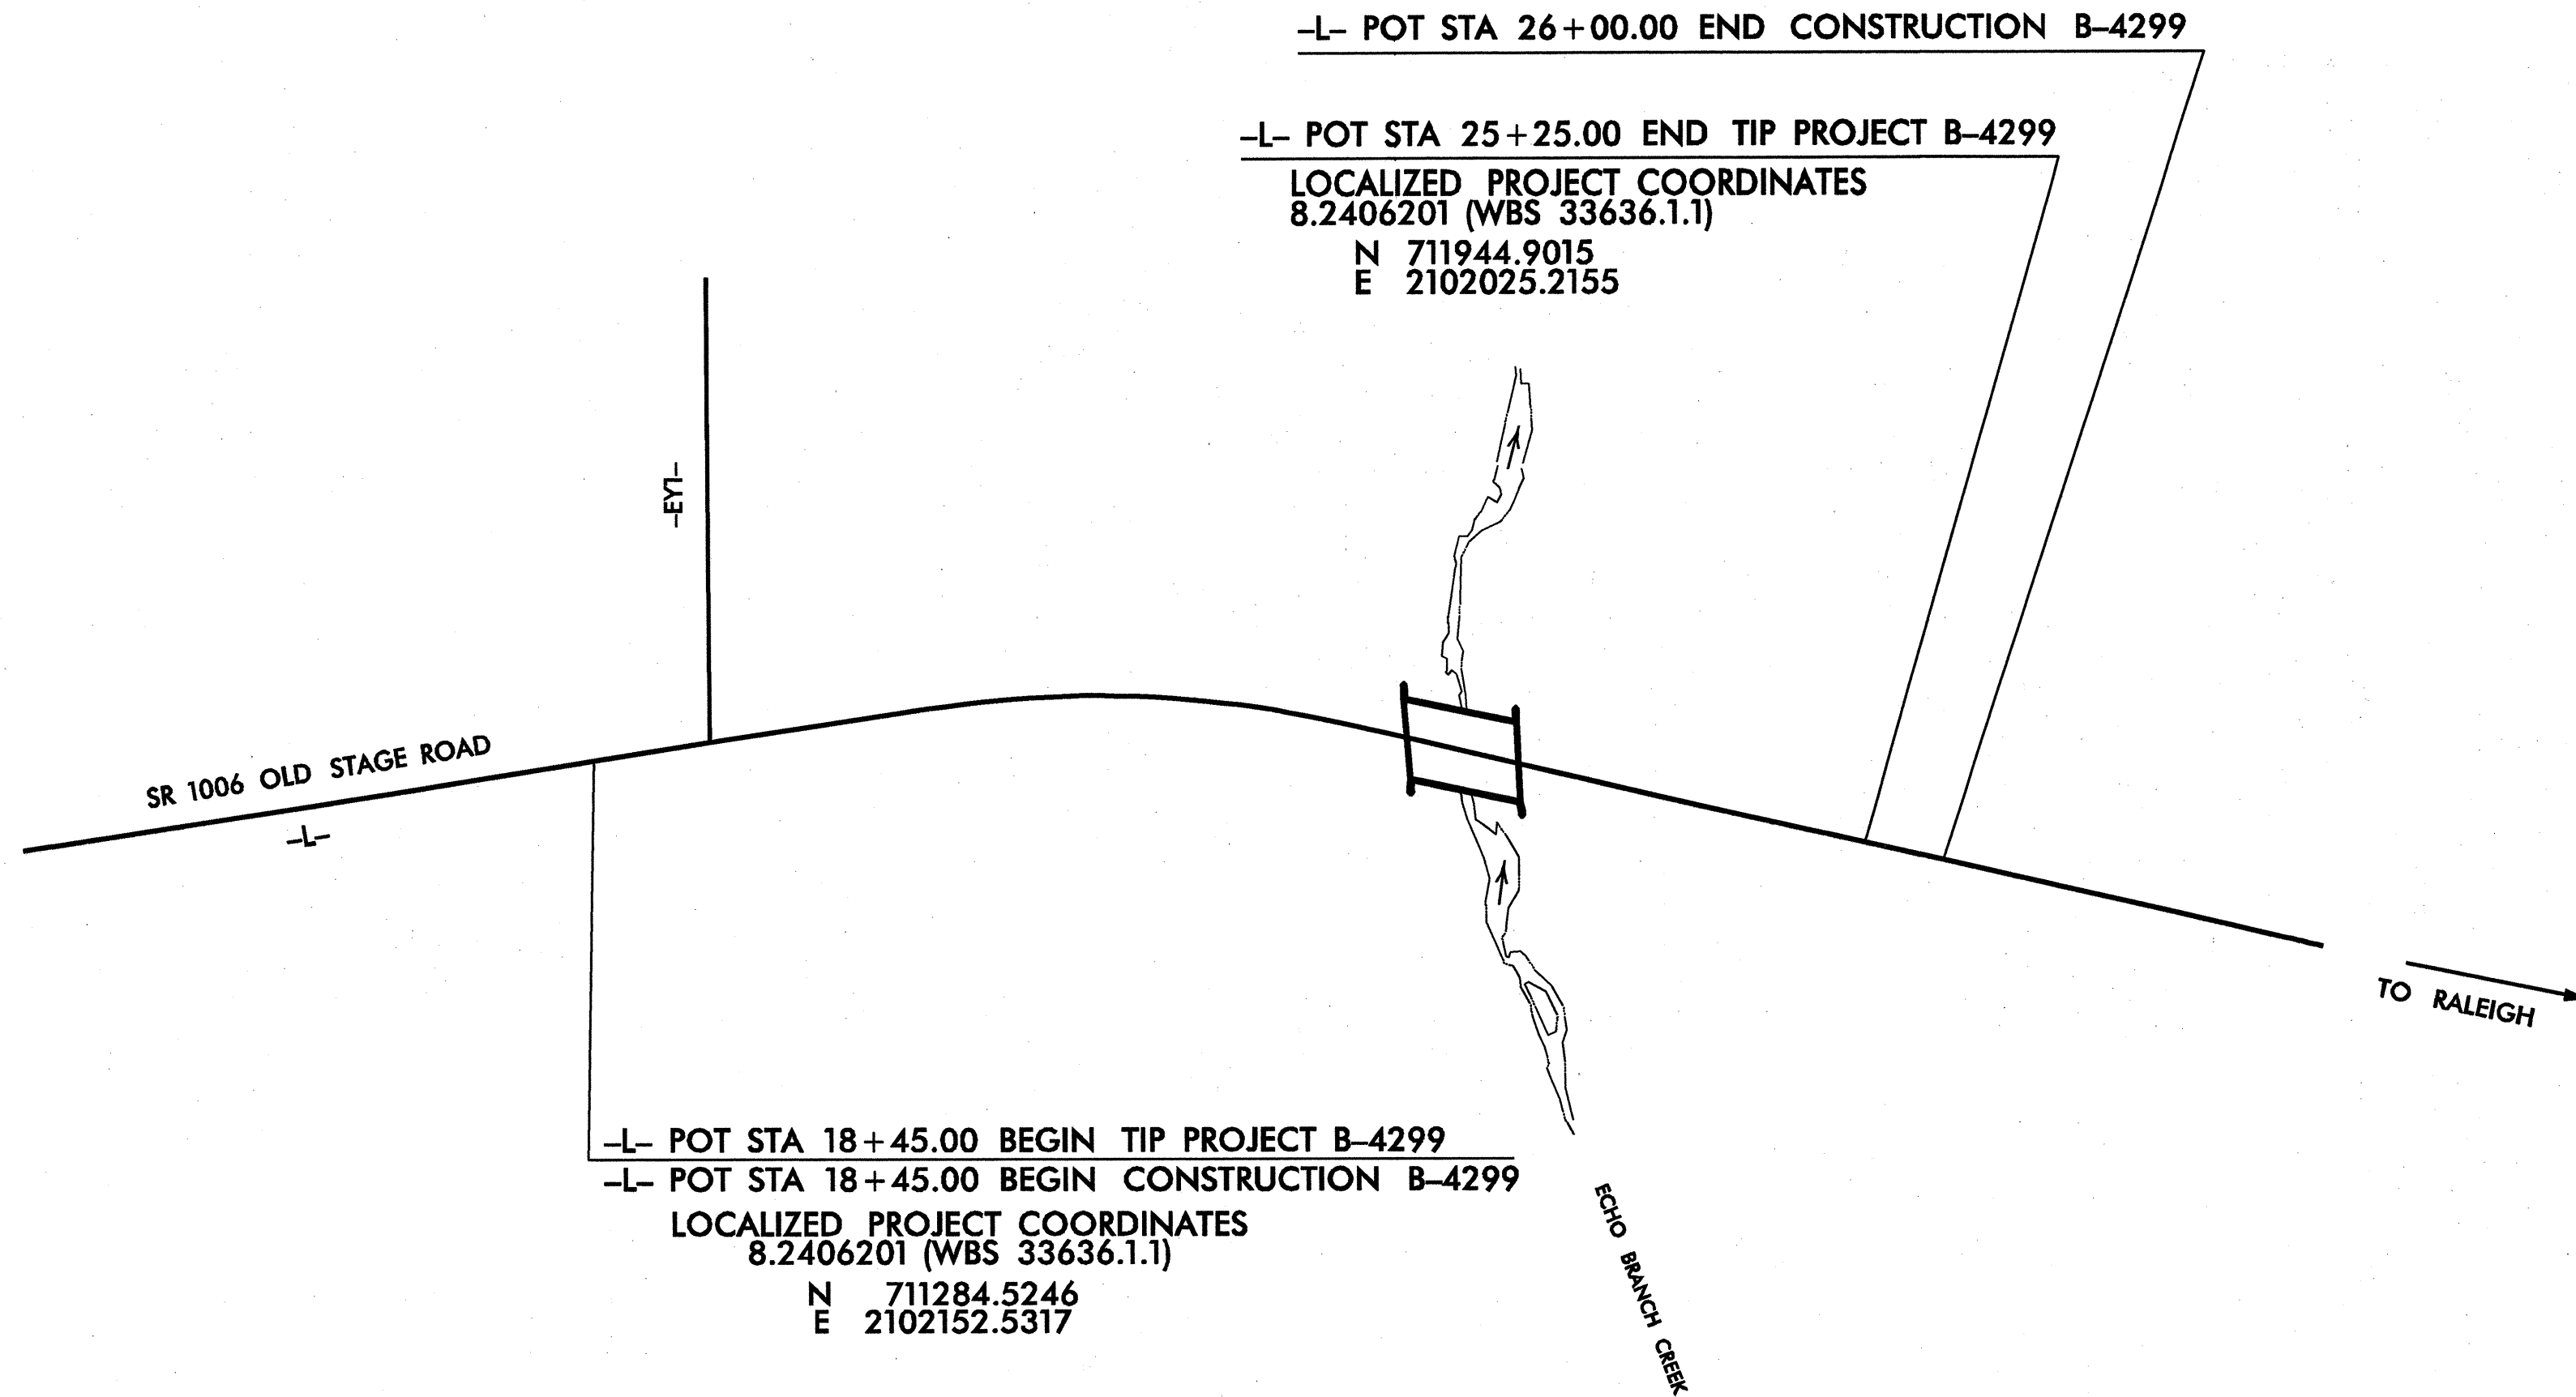 –L– POT STA 26+00.00 END CONSTRUCTION B–4299
–L– POT STA 25+25.00 END TIP PROJECT B–4299
LOCALIZED PROJECT COORDINATES
8.2406201 (WBS 33636.1.1)
N 711944.9015
E 2102025.2155
–EY1–
SR 1006 OLD STAGE ROAD
–L–
TO RALEIGH
–L– POT STA 18+45.00 BEGIN TIP PROJECT B–4299
–L– POT STA 18+45.00 BEGIN CONSTRUCTION B–4299
LOCALIZED PROJECT COORDINATES
8.2406201 (WBS 33636.1.1)
N 711284.5246
E 2102152.5317
ECHO BRANCH CREEK